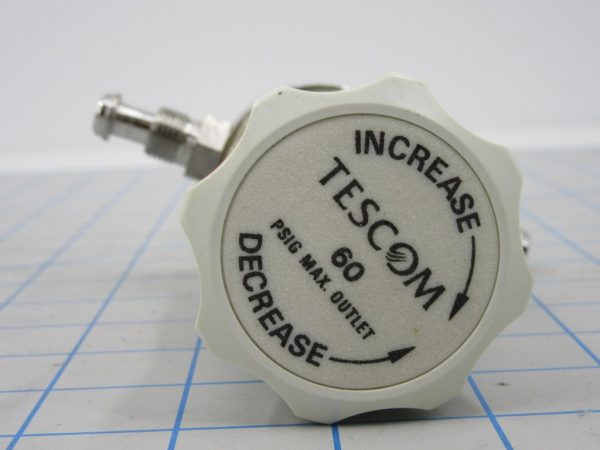 INCREASE
TESCOM
60
PSIG MAX. OUTLET
DECREASE